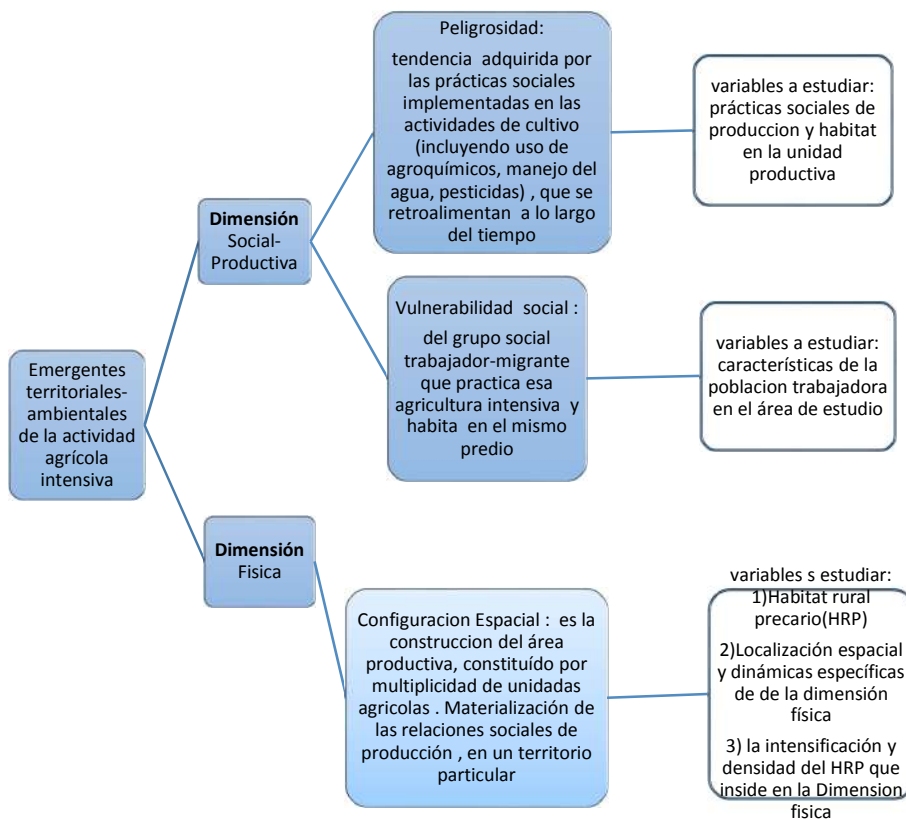 Peligrosidad:
tendencia adquirida por
las prácticas sociales
implementadas en las
actividades de cultivo
(incluyendo uso de
agroquímicos, manejo del
agua, pesticidas) , que se
retroalimentan a lo largo
del tiempo
variables a estudiar:
prácticas sociales de
produccion y habitat
en la unidad
productiva
Dimensión
Social-
Productiva
Vulnerabilidad social :
del grupo social
trabajador-migrante
que practica esa
agricultura intensiva y
habita en el mismo
predio
variables a estudiar:
características de la
poblacion trabajadora
en el área de estudio
Emergentes
territoriales-
ambientales
de la actividad
agrícola
intensiva
Dimensión
Fisica
Configuracion Espacial : es la
construccion del área
productiva, constituído por
multiplicidad de unidadas
agricolas . Materialización de
las relaciones sociales de
producción , en un territorio
particular
variables s estudiar:
1)Habitat rural
precario(HRP)
2)Localización espacial
y dinámicas específicas
de de la dimensión
física
3) la intensificación y
densidad del HRP que
inside en la Dimension
fisica